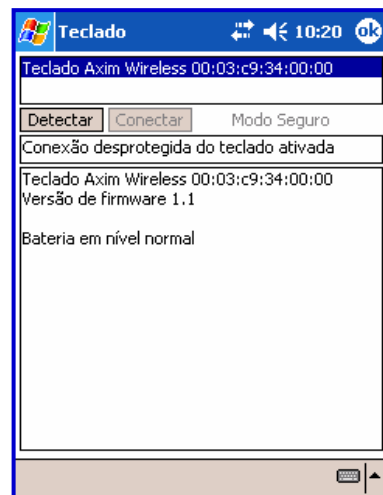 Teclado 10:20 ok
Teclado Axim Wireless 00:03:c9:34:00:00
Detectar Conectar Modo Seguro
Conexão desprotegida do teclado ativada
Teclado Axim Wireless 00:03:c9:34:00:00
Versão de firmware 1.1
Bateria em nível normal